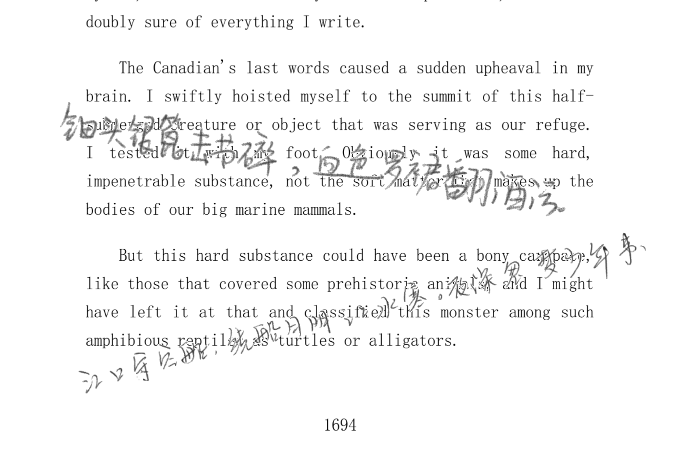 doubly sure of everything I write.
The Canadian's last words caused a sudden upheaval in my
brain. I swiftly hoisted myself to the summit of this half-
submerged creature or object that was serving as our refuge.
钿头银篦击节碎，血色罗裙翻酒污。
I tested it with my foot. Obviously it was some hard,
impenetrable substance, not the soft matter that makes up the
bodies of our big marine mammals.
But this hard substance could have been a bony carapace,
like those that covered some prehistoric animals, and I might
have left it at that and classified this monster among such
amphibious reptiles as turtles or alligators.
江口守空船，绕船月明江水寒。夜深忽梦少年事、
1694